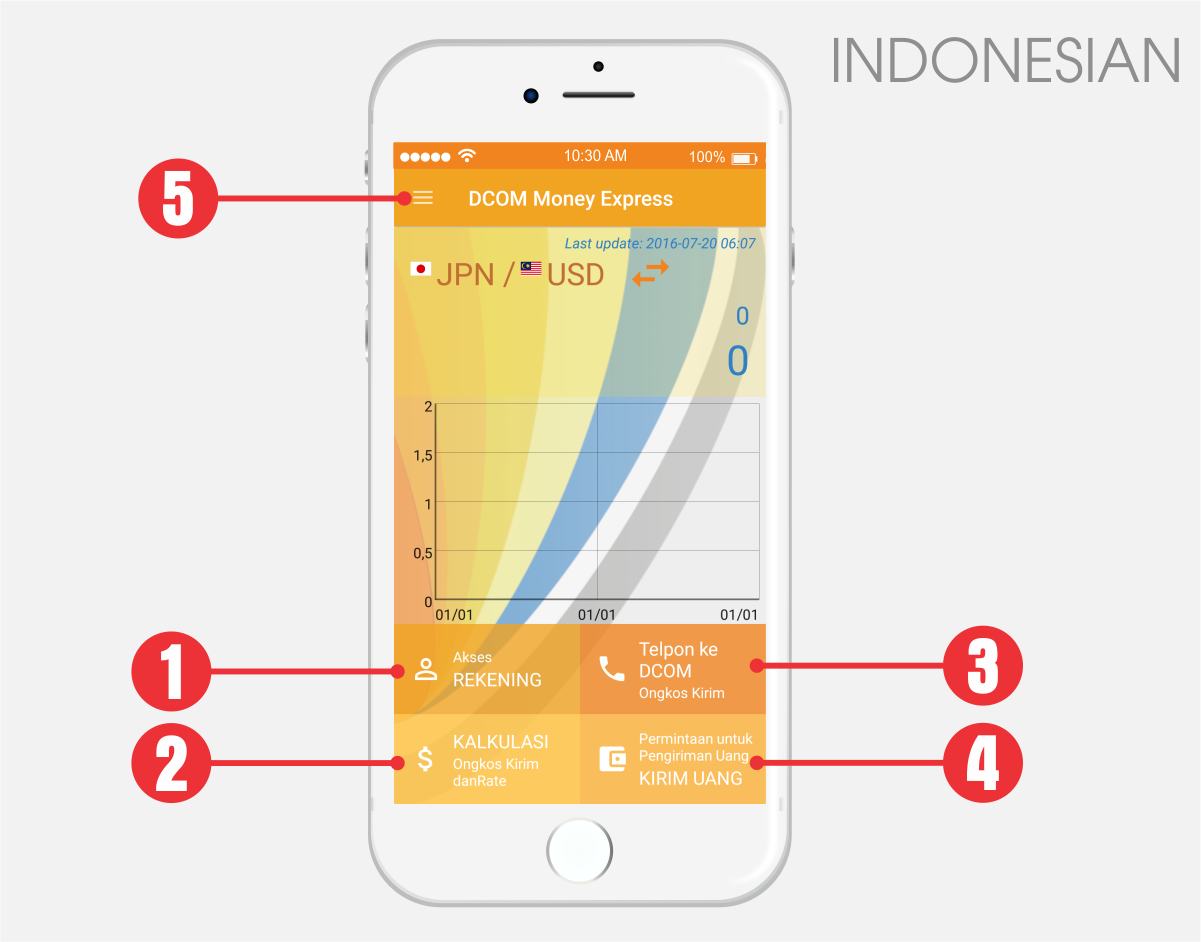 INDONESIAN
10:30 AM
100%
5
DCOM Money Express
Last update: 2016-07-20 06:07
JPN / USD
0
0
2
1,5
1
0,5
0
01/01 01/01 01/01
1
Akses
REKENING
Telpon ke
DCOM
Ongkos Kirim
3
2
KALKULASI
Ongkos Kirim
danRate
Permintaan untuk
Pengiriman Uang
KIRIM UANG
4